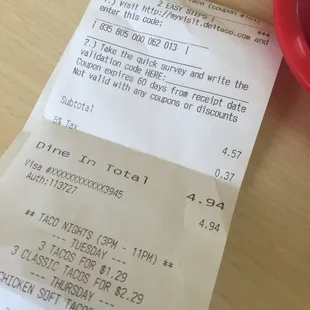 2 EASY STEPS!
1.) Visit http://myvisit.deltaco.com and
enter this code:
| 835 805 000 062 013 |
2.) Take the quick survey and write the
validation code HERE:
Coupon expires 60 days from receipt date
Not valid with any coupons or discounts
Subtotal 4.57
8% Tax 0.37
Dine In Total 4.94
Visa #XXXXXXXXXXXX3945 4.94
Auth:113727
** TACO NIGHTS (3PM - 11PM) **
--- TUESDAY ---
3 TACOS FOR $1.29
3 CLASSIC TACOS FOR $2.29
--- THURSDAY ---
CHICKEN SOFT TACOS